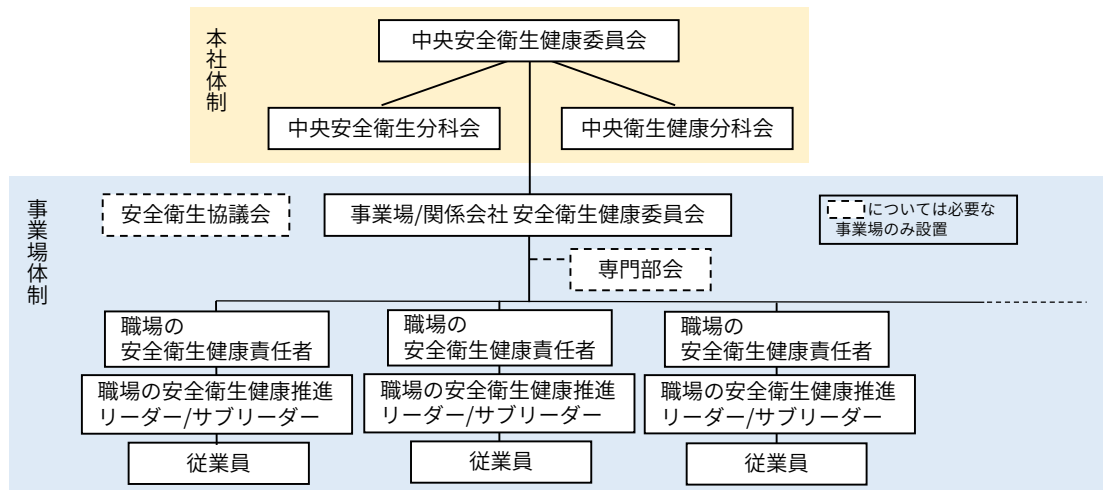 本社体制
中央安全衛生健康委員会
中央安全衛生分科会
中央衛生健康分科会
事業場体制
安全衛生協議会
事業場/関係会社 安全衛生健康委員会
については必要な
事業場のみ設置
専門部会
職場の
安全衛生健康責任者
職場の安全衛生健康推進
リーダー/サブリーダー
従業員
職場の
安全衛生健康責任者
職場の安全衛生健康推進
リーダー/サブリーダー
従業員
職場の
安全衛生健康責任者
職場の安全衛生健康推進
リーダー/サブリーダー
従業員